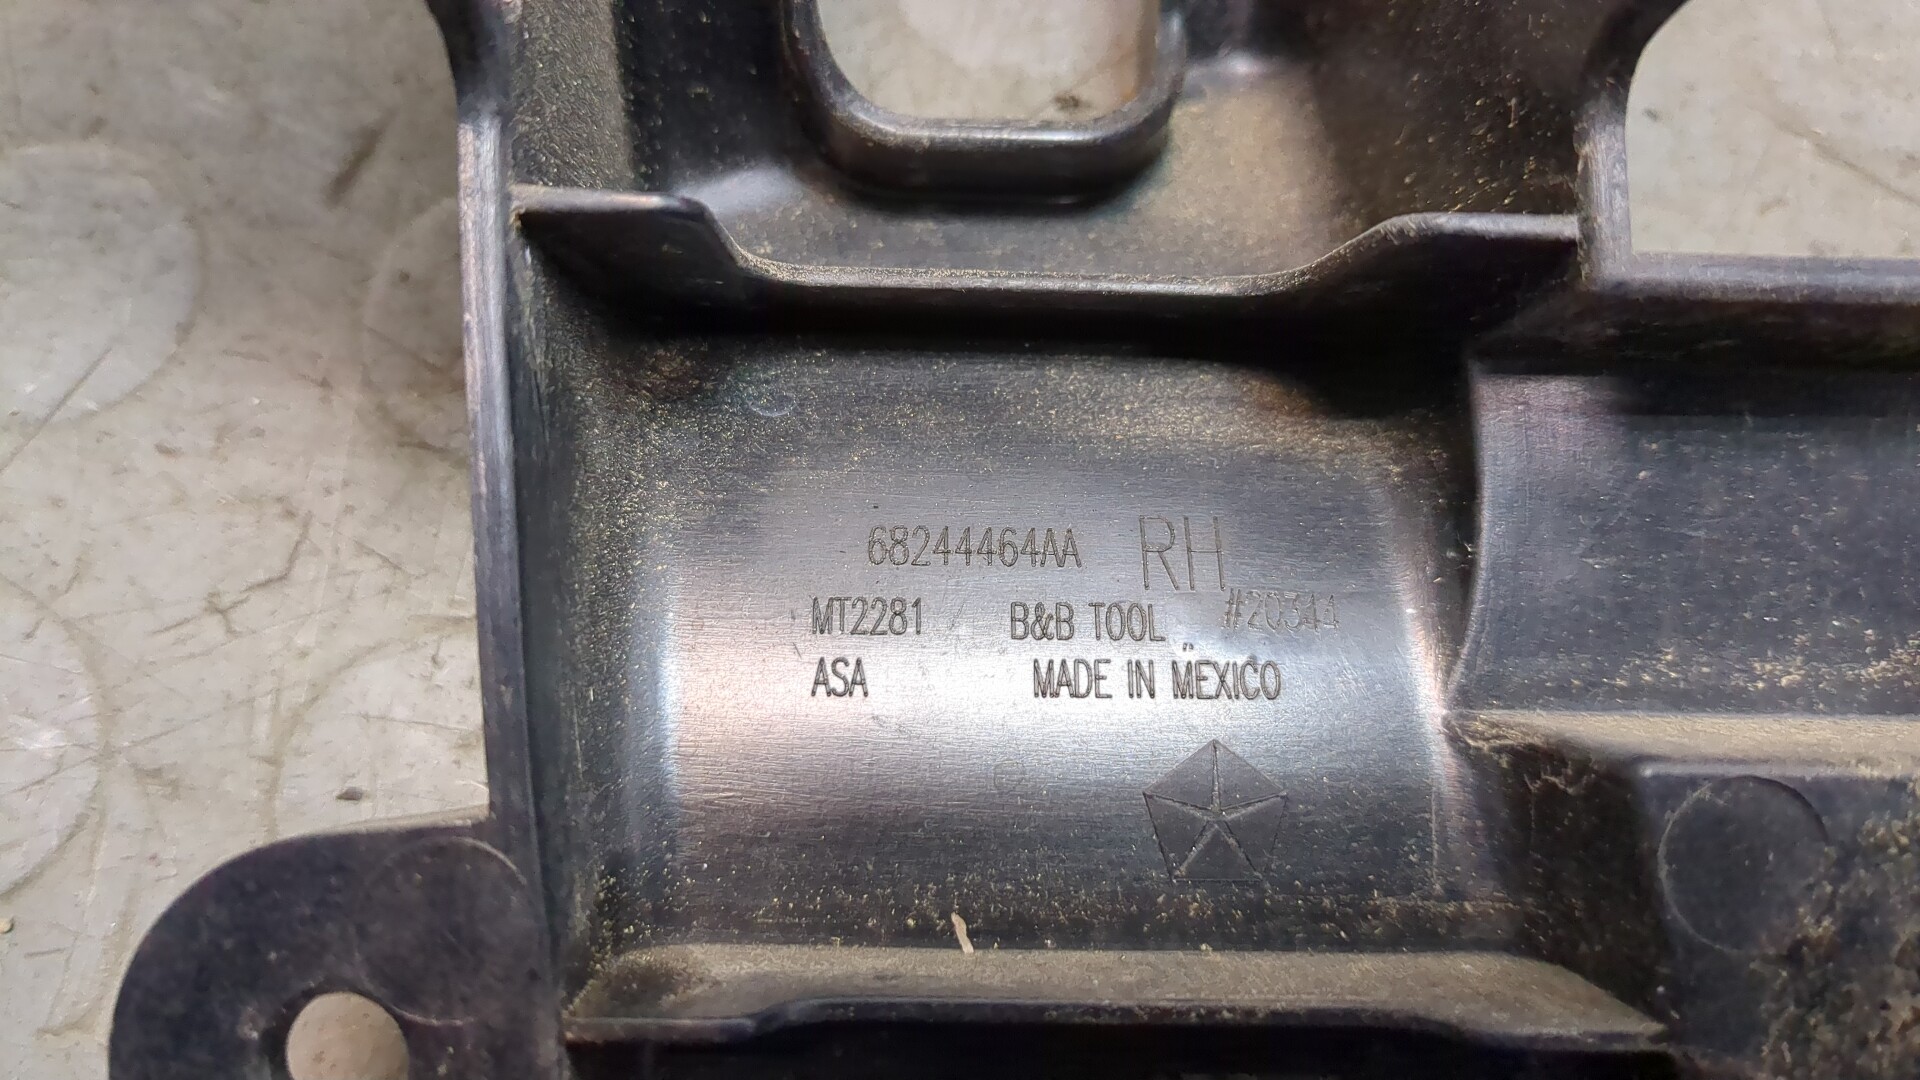 68244464AA RH
MT2281 B&B TOOL #20344
ASA MADE IN MEXICO